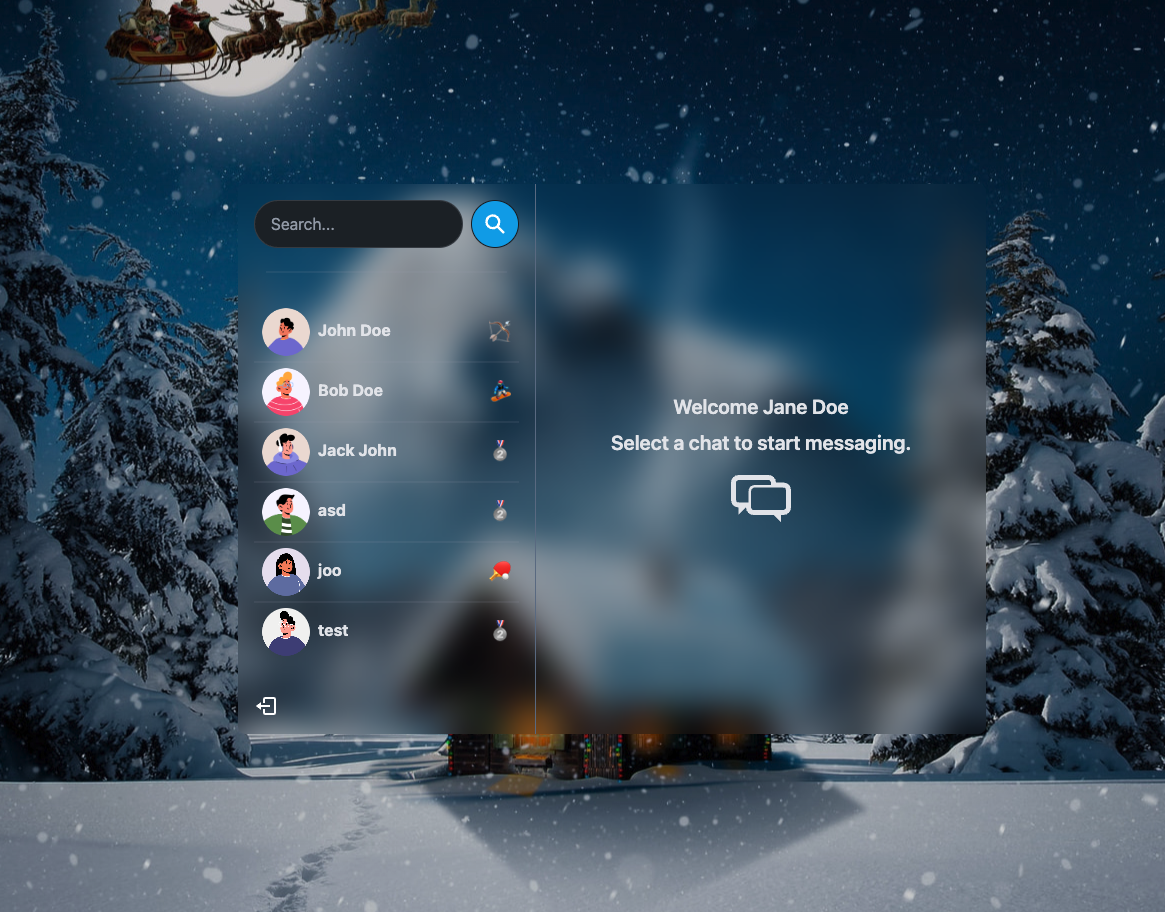 Search...
John Doe
Bob Doe
Jack John
asd
joo
test
Welcome Jane Doe
Select a chat to start messaging.